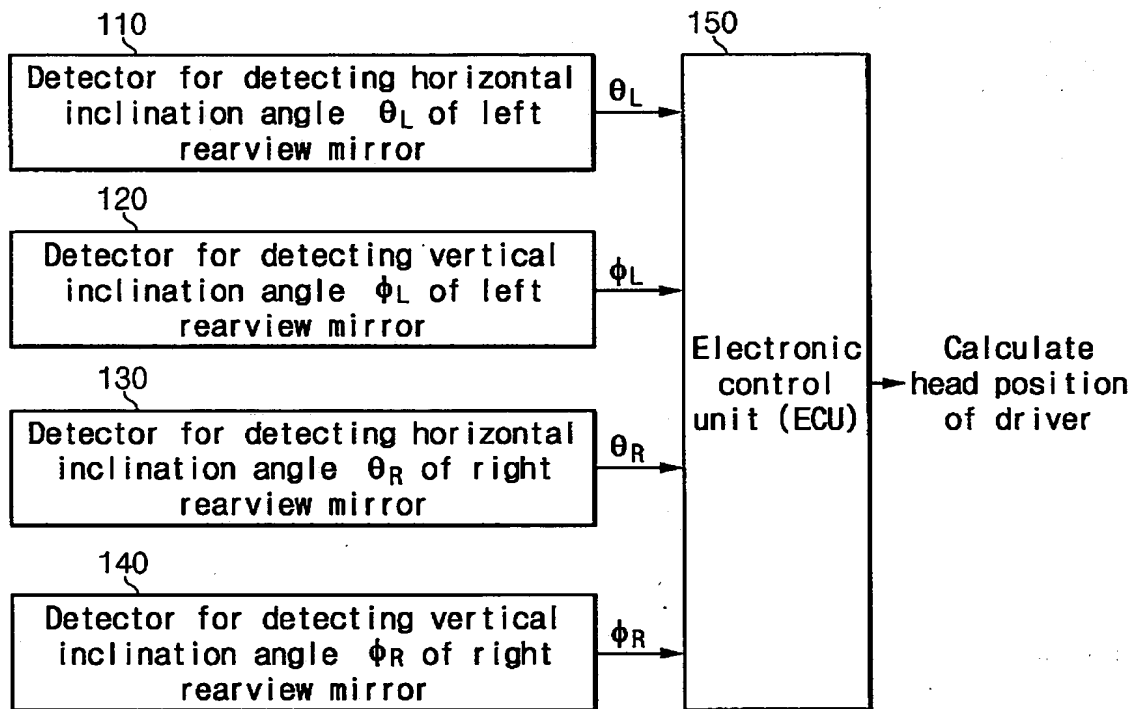 110
Detector for detecting horizontal
inclination angle θL of left
rearview mirror
θL
120
Detector for detecting vertical
inclination angle ϕL of left
rearview mirror
ϕL
130
Detector for detecting horizontal
inclination angle θR of right
rearview mirror
θR
140
Detector for detecting vertical
inclination angle ϕR of right
rearview mirror
ϕR
150
Electronic
control
unit (ECU)
Calculate
head position
of driver